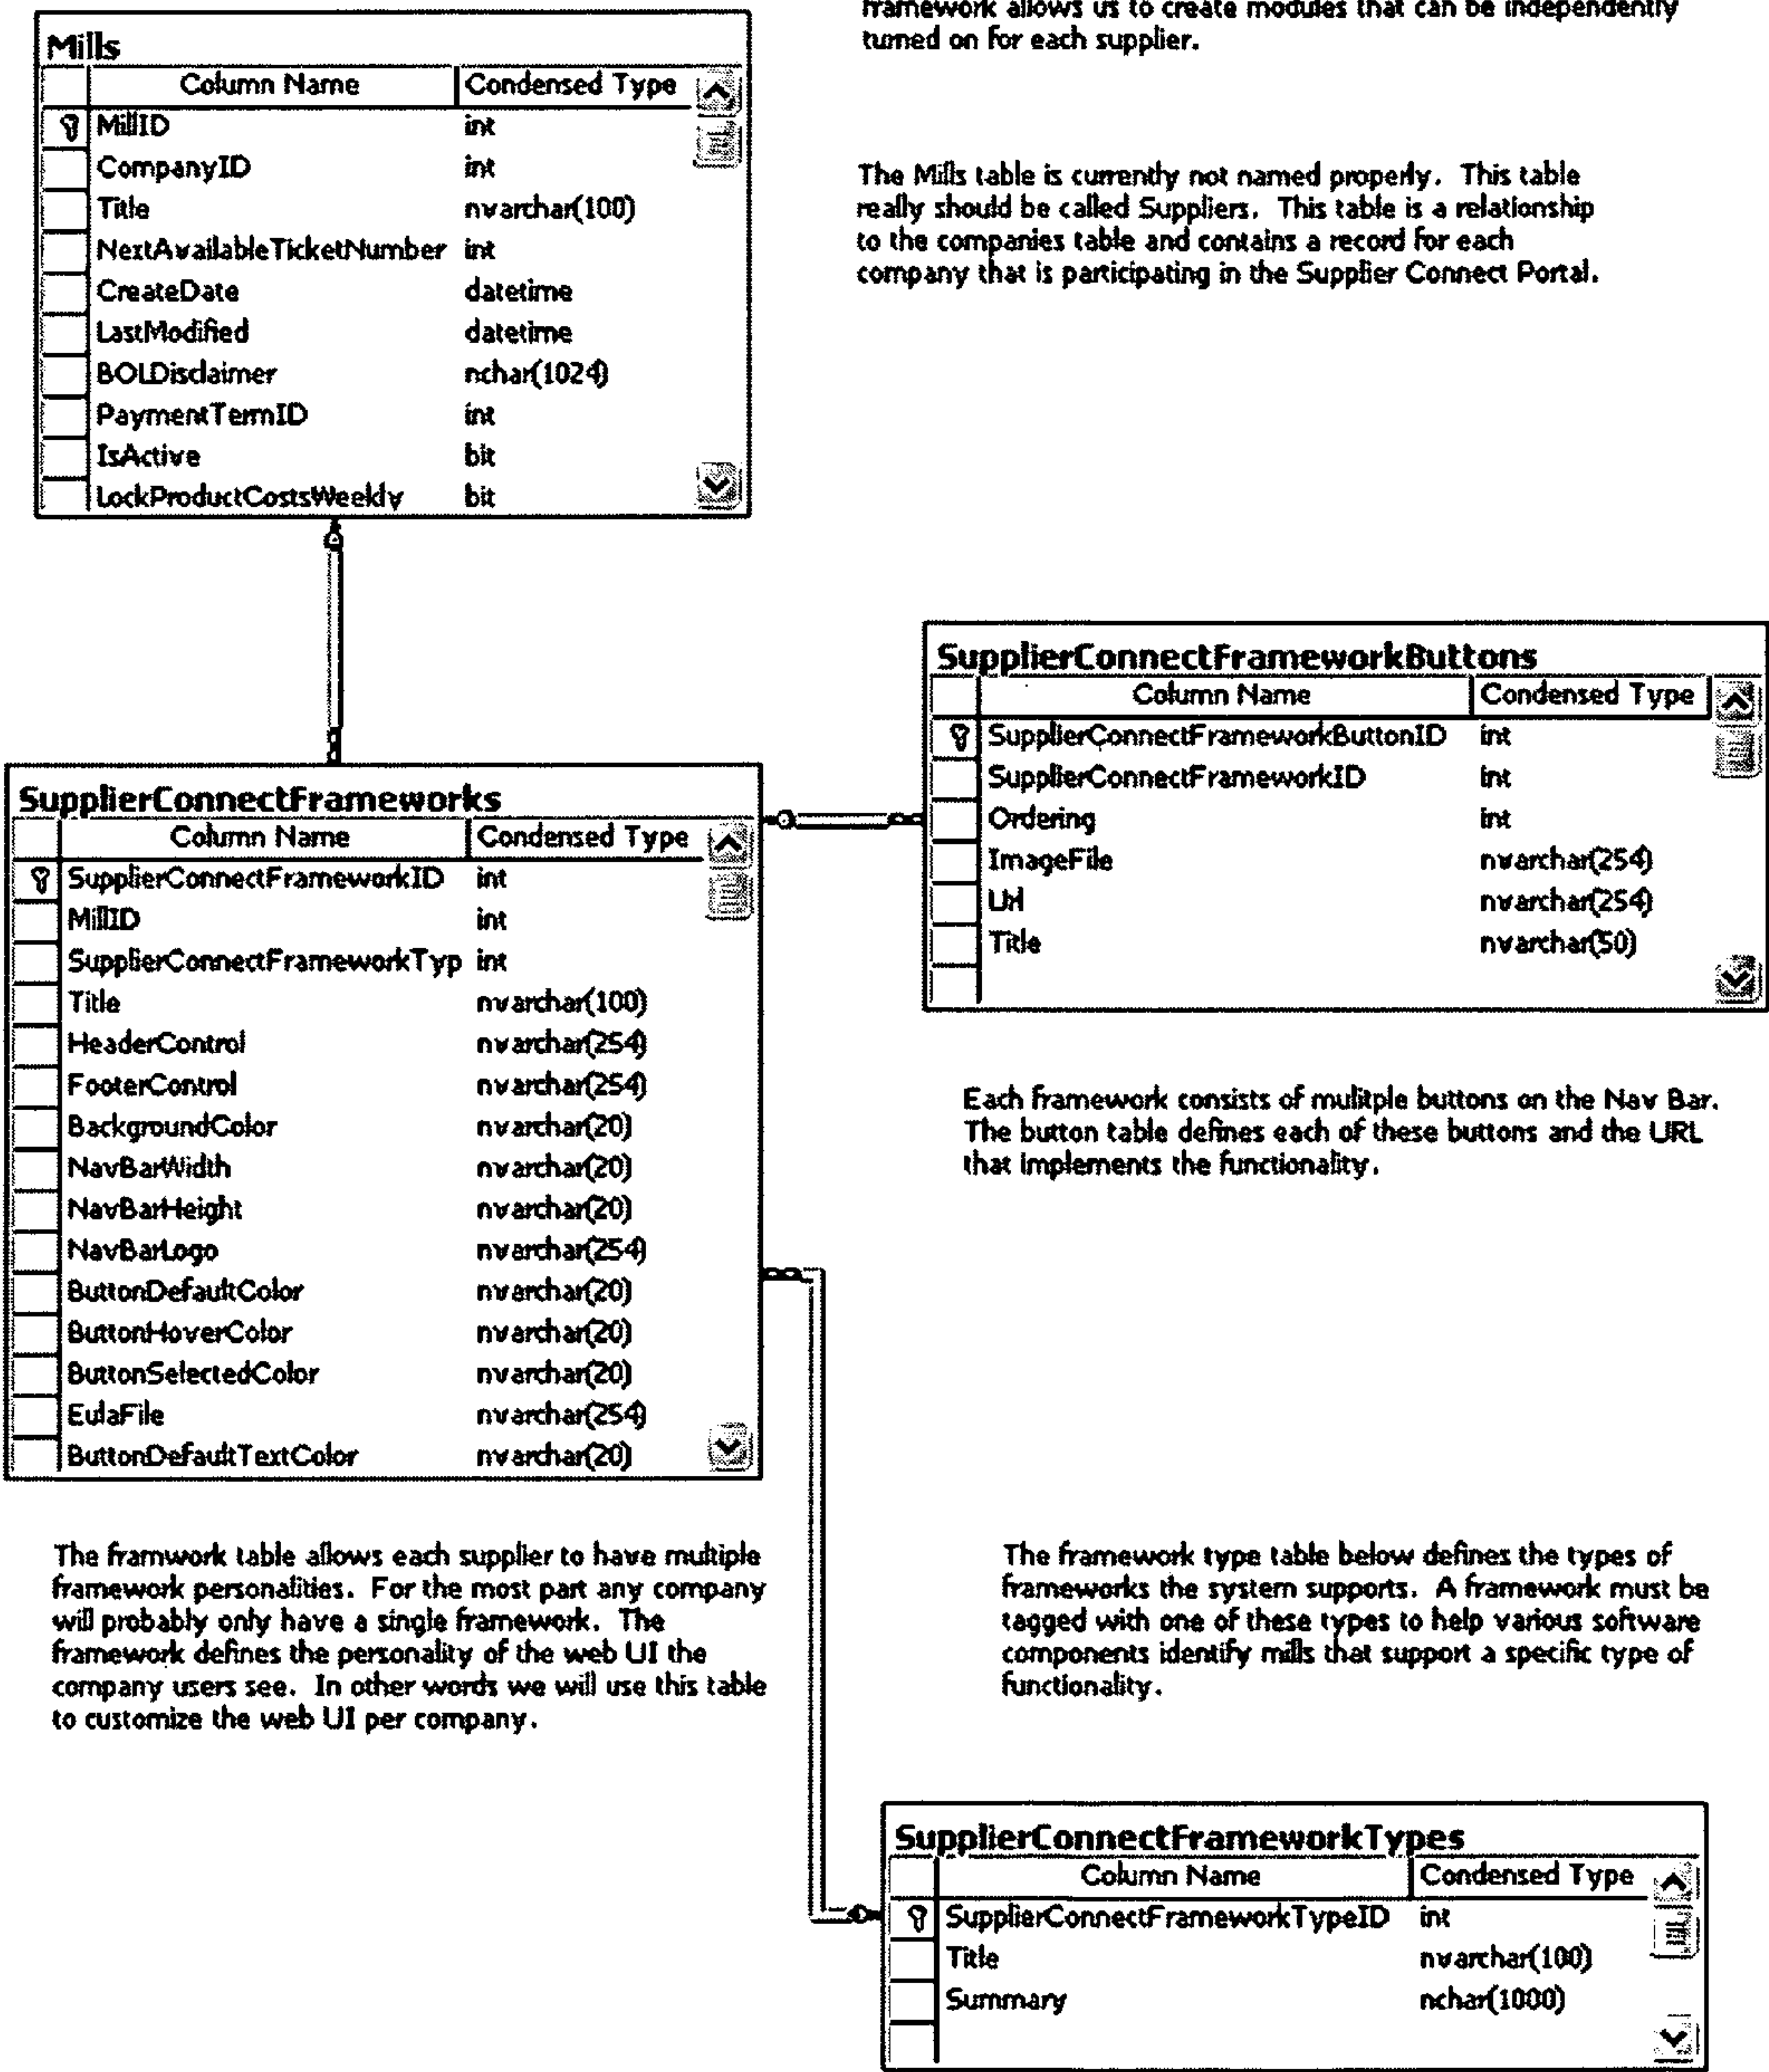 framework allows us to create modules that can be independently
turned on for each supplier.
Mills
Column Name Condensed Type
MillID int
CompanyID int
Title nvarchar(100)
NextAvailableTicketNumber int
CreateDate datetime
LastModified datetime
BOLDisclaimer nchar(1024)
PaymentTermID int
IsActive bit
LockProductCostsWeekly bit
The Mills table is currently not named properly. This table
really should be called Suppliers. This table is a relationship
to the companies table and contains a record for each
company that is participating in the Supplier Connect Portal.
SupplierConnectFrameworkButtons
Column Name Condensed Type
SupplierConnectFrameworkButtonID int
SupplierConnectFrameworkID int
Ordering int
ImageFile nvarchar(254)
Url nvarchar(254)
Title nvarchar(50)
SupplierConnectFrameworks
Column Name Condensed Type
SupplierConnectFrameworkID int
MillID int
SupplierConnectFrameworkTyp int
Title nvarchar(100)
HeaderControl nvarchar(254)
FooterControl nvarchar(254)
BackgroundColor nvarchar(20)
NavBarWidth nvarchar(20)
NavBarHeight nvarchar(20)
NavBarLogo nvarchar(254)
ButtonDefaultColor nvarchar(20)
ButtonHoverColor nvarchar(20)
ButtonSelectedColor nvarchar(20)
EulaFile nvarchar(254)
ButtonDefaultTextColor nvarchar(20)
Each framework consists of mulitple buttons on the Nav Bar.
The button table defines each of these buttons and the URL
that implements the functionality.
The framwork table allows each supplier to have multiple
framework personalities. For the most part any company
will probably only have a single framework. The
framework defines the personality of the web UI the
company users see. In other words we will use this table
to customize the web UI per company.
The framework type table below defines the types of
frameworks the system supports. A framework must be
tagged with one of these types to help various software
components identify mills that support a specific type of
functionality.
SupplierConnectFrameworkTypes
Column Name Condensed Type
SupplierConnectFrameworkTypeID int
Title nvarchar(100)
Summary nchar(1000)